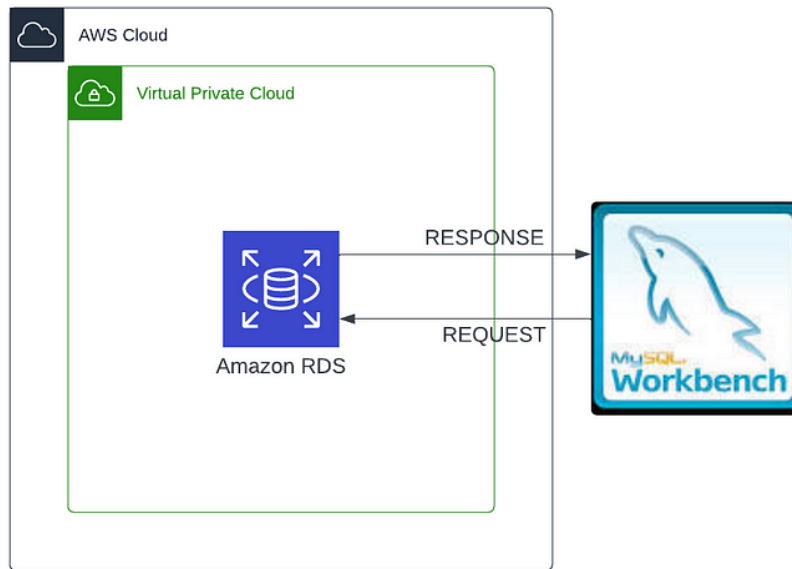 AWS Cloud
Virtual Private Cloud
RESPONSE
REQUEST
Amazon RDS
MySQL
Workbench